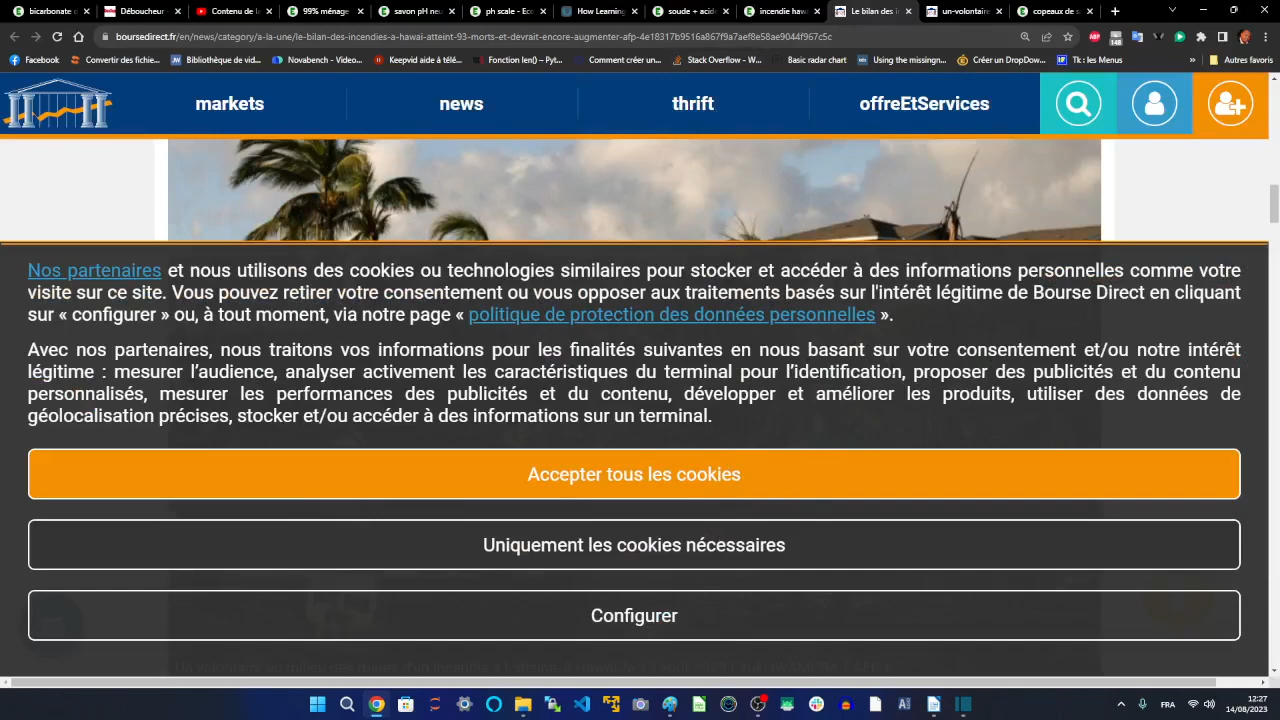 bicarbonate d
Déboucheur
Contenu de l
99% ménage
savon pH neu
ph scale - Eco
How Learning
soude + acide
incendie hawa
Le bilan des i
un-volontaire
copeaux de s
boursedirect.fr/en/news/category/a-la-une/le-bilan-des-incendies-a-hawai-atteint-93-morts-et-devrait-encore-augmenter-afp-4e18317b9516a867f9a7aef8e58ae9044f967c5c
148
Facebook
Convertir des fichie...
Bibliothèque de vid...
Novabench - Video...
Keepvid aide à télé...
Fonction len() – Pyt...
Comment créer un...
Stack Overflow - W...
Basic radar chart
Using the missingn...
Créer un DropDow...
Tk : les Menus
»
Autres favoris
markets
news
thrift
offreEtServices
Nos partenaires et nous utilisons des cookies ou technologies similaires pour stocker et accéder à des informations personnelles comme votre
visite sur ce site. Vous pouvez retirer votre consentement ou vous opposer aux traitements basés sur l'intérêt légitime de Bourse Direct en cliquant
sur « configurer » ou, à tout moment, via notre page « politique de protection des données personnelles ».
Avec nos partenaires, nous traitons vos informations pour les finalités suivantes en nous basant sur votre consentement et/ou notre intérêt
légitime : mesurer l’audience, analyser activement les caractéristiques du terminal pour l’identification, proposer des publicités et du contenu
personnalisés, mesurer les performances des publicités et du contenu, développer et améliorer les produits, utiliser des données de
géolocalisation précises, stocker et/ou accéder à des informations sur un terminal.
Accepter tous les cookies
Uniquement les cookies nécessaires
Configurer
FRA
12:27
14/08/2023